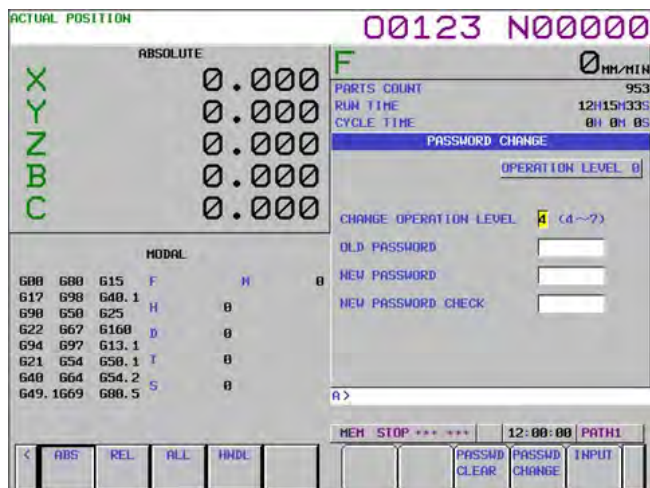 ACTUAL POSITION
O0123 N00000
ABSOLUTE
X 0.000
Y 0.000
Z 0.000
B 0.000
C 0.000
F 0 MM/MIN
PARTS COUNT 953
RUN TIME 12H15M33S
CYCLE TIME 0H 0M 0S
PASSWORD CHANGE
OPERATION LEVEL 0
CHANGE OPERATION LEVEL 4 (4~7)
OLD PASSWORD
NEW PASSWORD
NEW PASSWORD CHECK
MODAL
G00 G80 G15 F M 0
G17 G98 G40.1
G90 G50 G25 H 0
G22 G67 G160 D 0
G94 G97 G13.1
G21 G54 G50.1 T 0
G40 G64 G54.2 S 0
G49.1 G69 G80.5
A>
MEM STOP *** *** 12:00:00 PATH1
< ABS REL ALL HNDL
PASSWD CLEAR PASSWD CHANGE INPUT